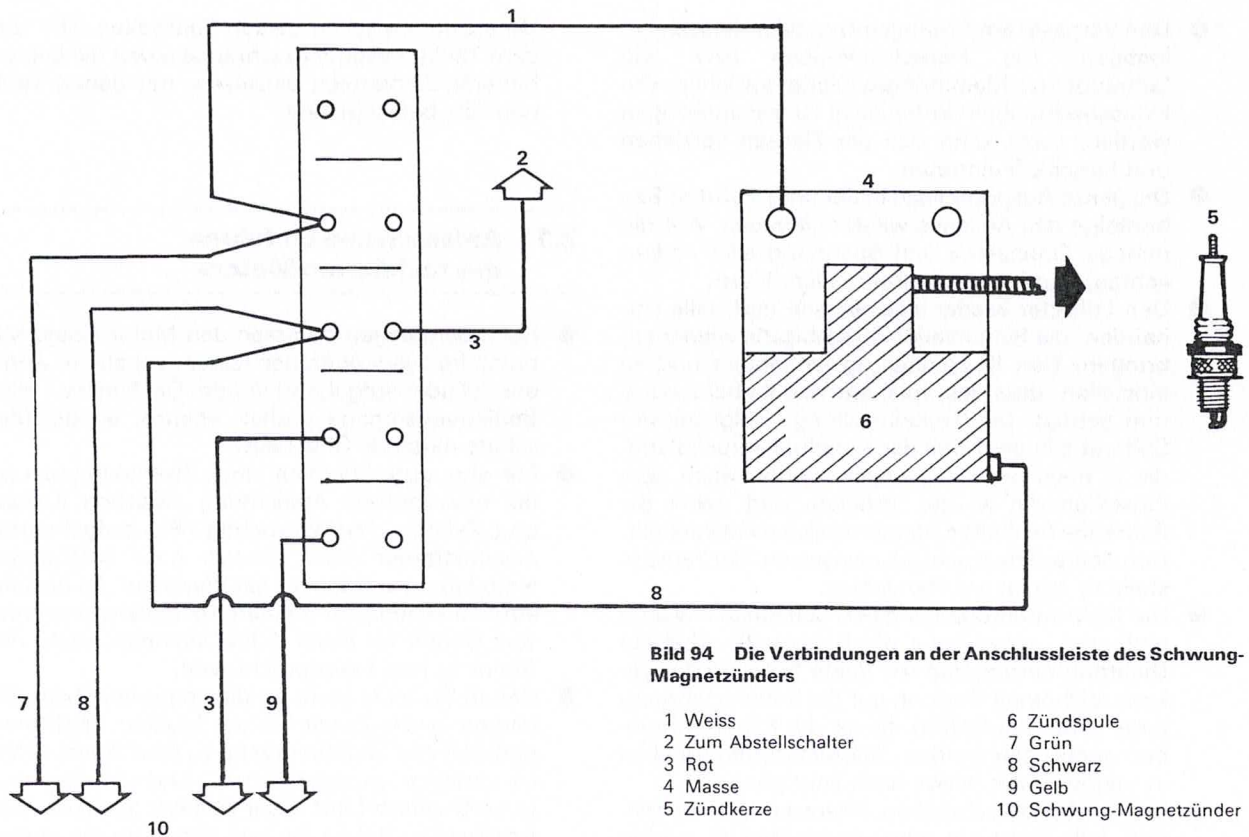 1
2
4
5
3
6
8
7 8 3 9
10
Bild 94 Die Verbindungen an der Anschlussleiste des Schwung-
Magnetzünders
1 Weiss
2 Zum Abstellschalter
3 Rot
4 Masse
5 Zündkerze
6 Zündspule
7 Grün
8 Schwarz
9 Gelb
10 Schwung-Magnetzünder